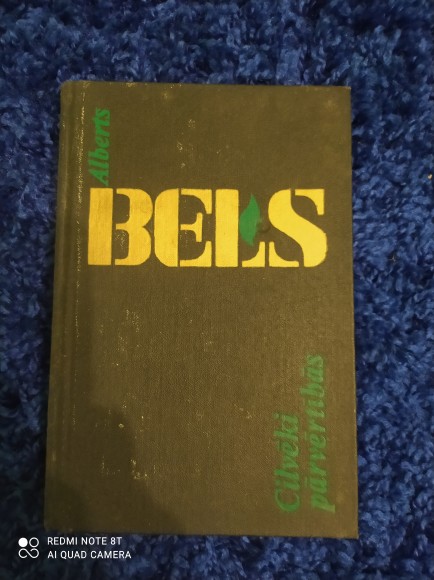 Alberts
BELS
Cilvēki
pārvērtībās
REDMI NOTE 8T
AI QUAD CAMERA